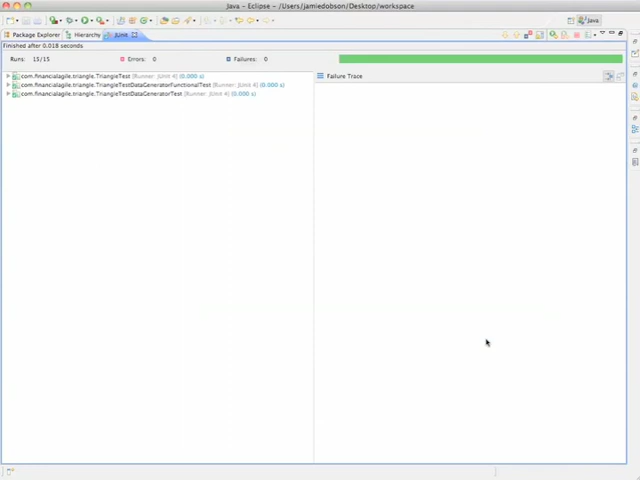 Java - Eclipse - /Users/jamiedobson/Desktop/workspace
Java
Package Explorer Hierarchy JUnit
Finished after 0.018 seconds
Runs: 15/15 Errors: 0 Failures: 0
com.financialagile.triangle.TriangleTest [Runner: JUnit 4] (0.000 s) Failure Trace
com.financialagile.triangle.TriangleTestDataGeneratorFunctionalTest [Runner: JUnit 4] (0.000 s)
com.financialagile.triangle.TriangleTestDataGeneratorTest [Runner: JUnit 4] (0.000 s)